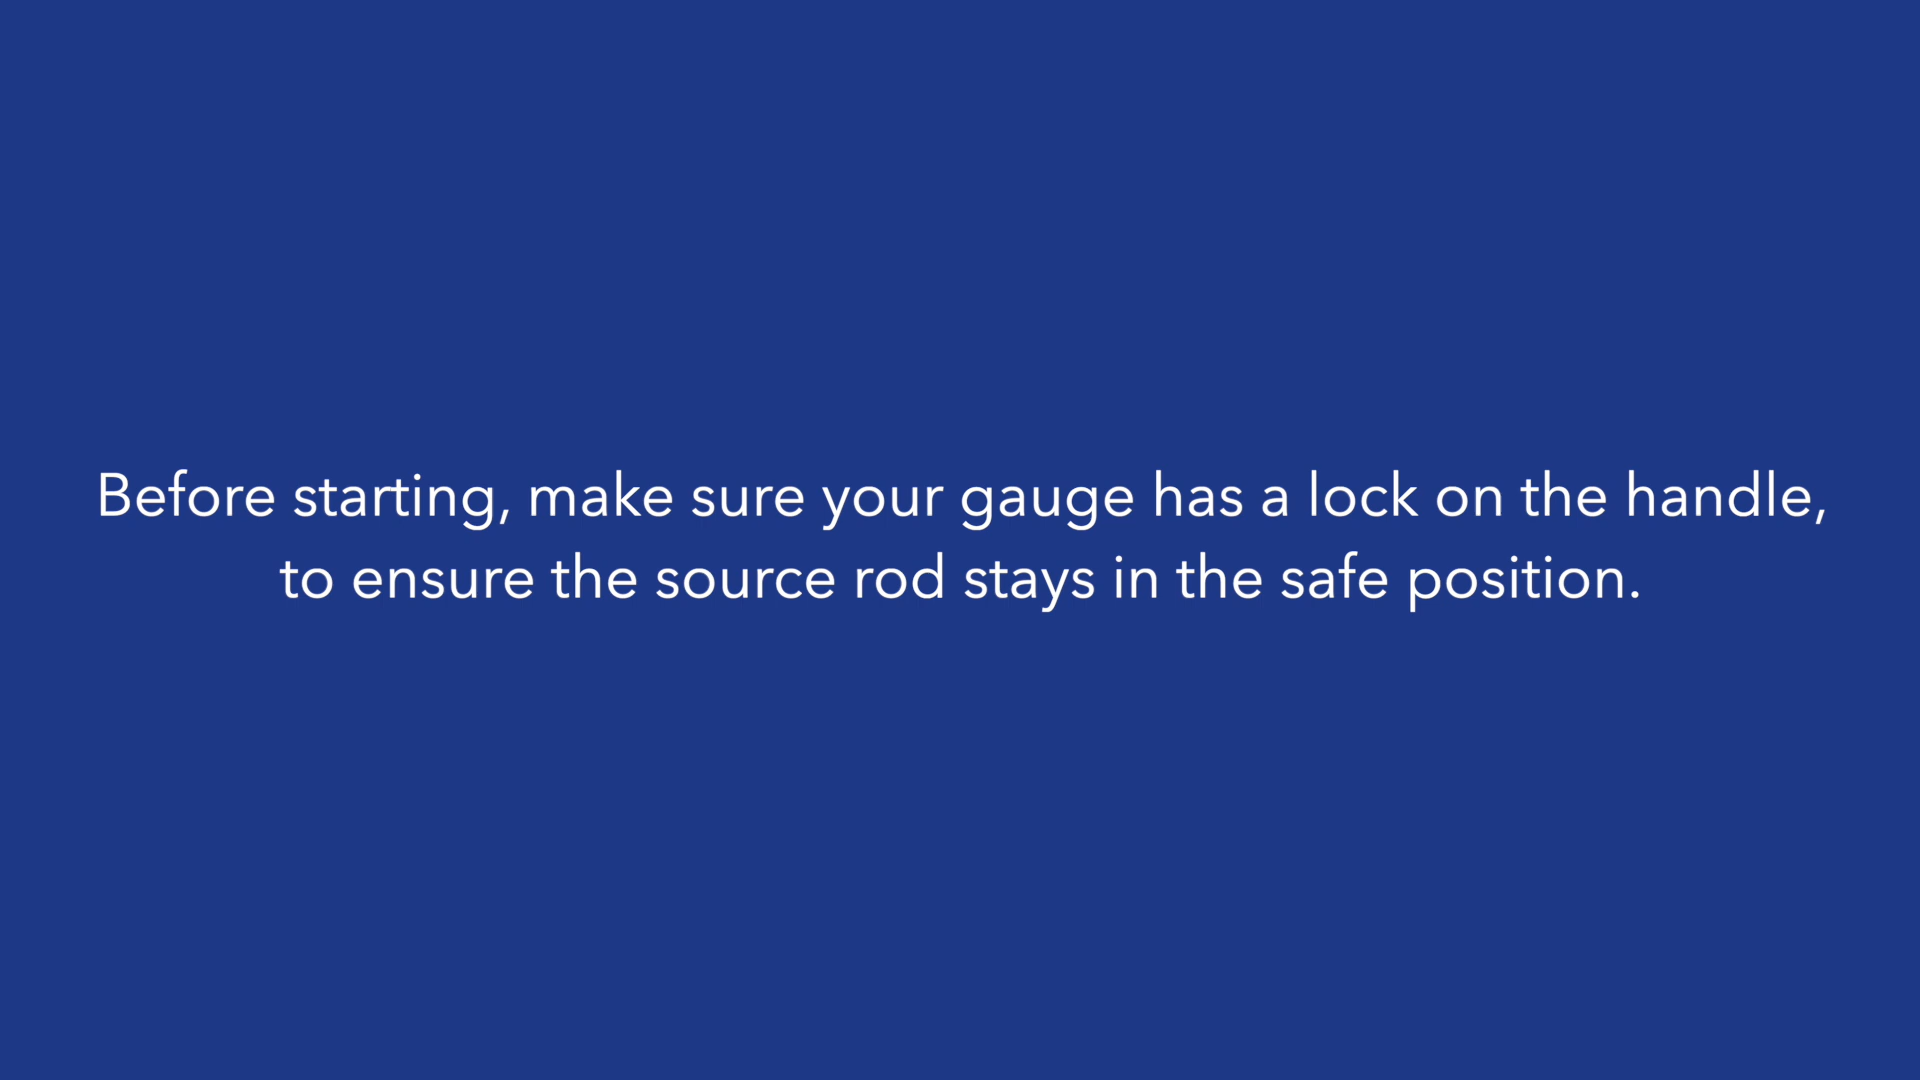 Before starting, make sure your gauge has a lock on the handle,
to ensure the source rod stays in the safe position.